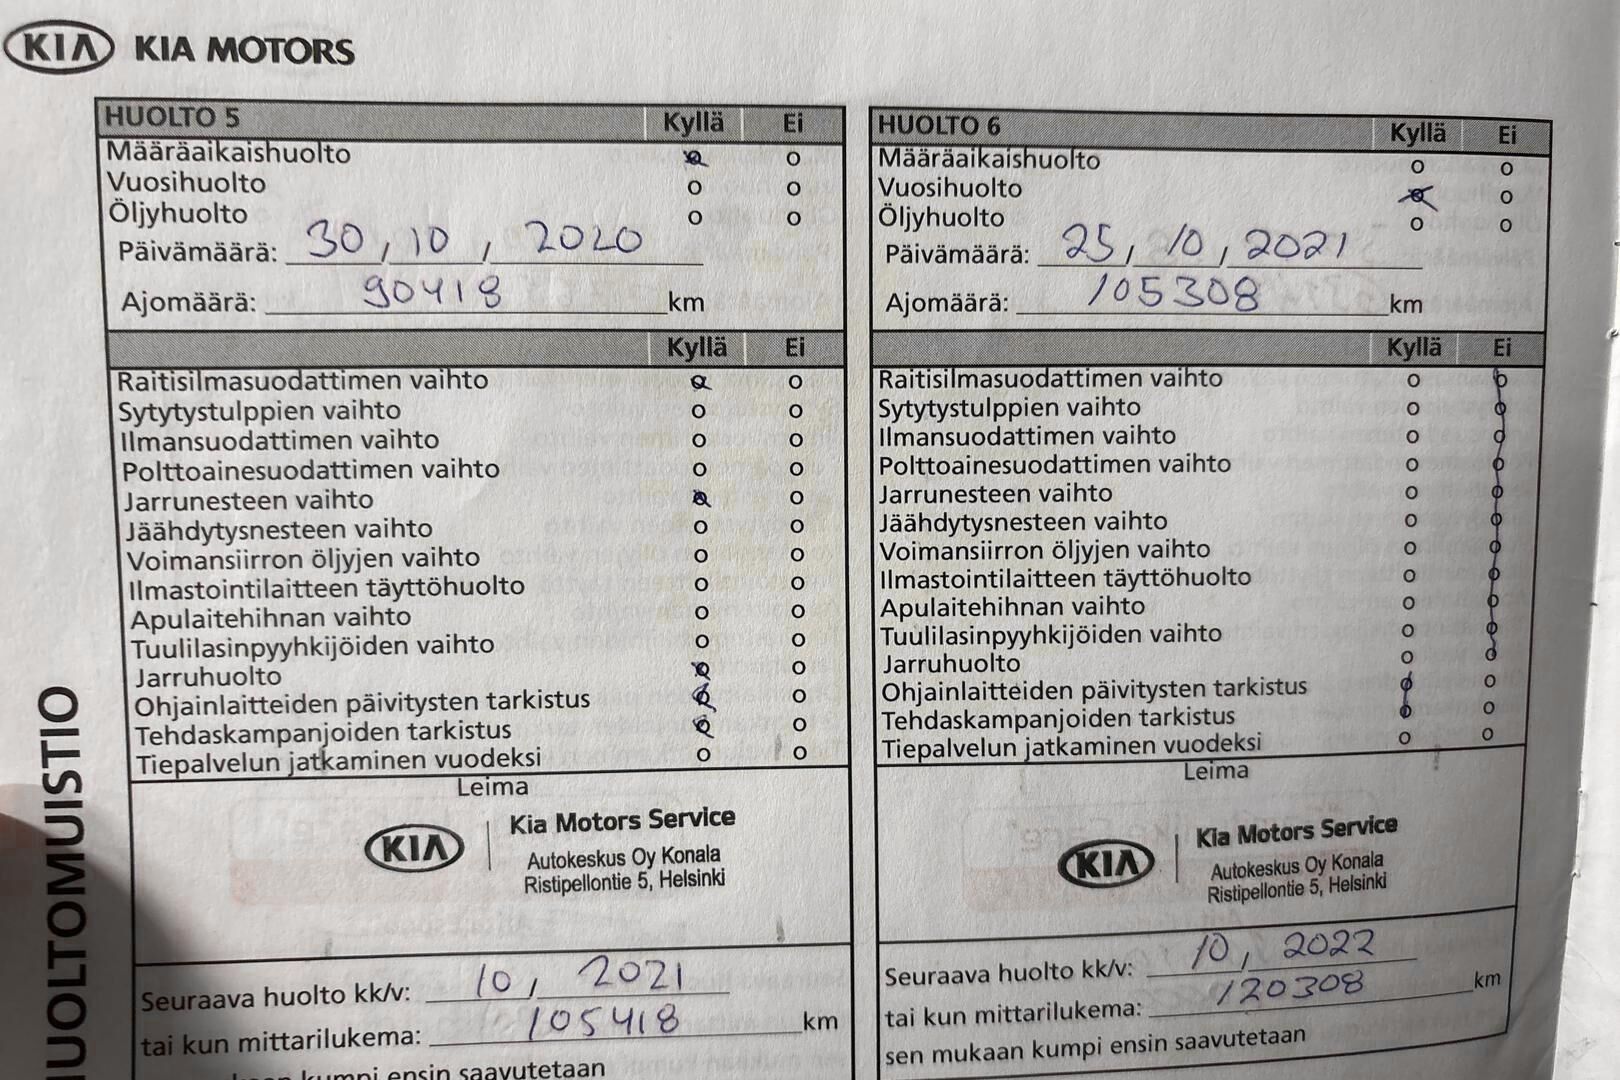 KIA KIA MOTORS
HUOLTO 5 Kyllä Ei
Määräaikaishuolto o o
Vuosihuolto o o
Öljyhuolto o o
Päivämäärä: 30, 10, 2020
Ajomäärä: 90418 km
Kyllä Ei
Raitisilmasuodattimen vaihto o o
Sytytystulppien vaihto o o
Ilmansuodattimen vaihto o o
Polttoainesuodattimen vaihto o o
Jarrunesteen vaihto o o
Jäähdytysnesteen vaihto o o
Voimansiirron öljyjen vaihto o o
Ilmastointilaitteen täyttöhuolto o o
Apulaitehihnan vaihto o o
Tuulilasinpyyhkijöiden vaihto o o
Jarruhuolto o o
Ohjainlaitteiden päivitysten tarkistus o o
Tehdaskampanjoiden tarkistus o o
Tiepalvelun jatkaminen vuodeksi o o
Leima
KIA Kia Motors Service
Autokeskus Oy Konala
Ristipellontie 5, Helsinki
Seuraava huolto kk/v: 10, 2021
tai kun mittarilukema: 105418 km
kumpi ensin saavutetaan
HUOLTO 6 Kyllä Ei
Määräaikaishuolto o o
Vuosihuolto o o
Öljyhuolto o o
Päivämäärä: 25, 10, 2021
Ajomäärä: 105308 km
Kyllä Ei
Raitisilmasuodattimen vaihto o o
Sytytystulppien vaihto o o
Ilmansuodattimen vaihto o o
Polttoainesuodattimen vaihto o o
Jarrunesteen vaihto o o
Jäähdytysnesteen vaihto o o
Voimansiirron öljyjen vaihto o o
Ilmastointilaitteen täyttöhuolto o o
Apulaitehihnan vaihto o o
Tuulilasinpyyhkijöiden vaihto o o
Jarruhuolto o o
Ohjainlaitteiden päivitysten tarkistus o o
Tehdaskampanjoiden tarkistus o o
Tiepalvelun jatkaminen vuodeksi o o
Leima
KIA Kia Motors Service
Autokeskus Oy Konala
Ristipellontie 5, Helsinki
Seuraava huolto kk/v: 10, 2022
tai kun mittarilukema: 120308 km
sen mukaan kumpi ensin saavutetaan
HUOLTOMUISTIO